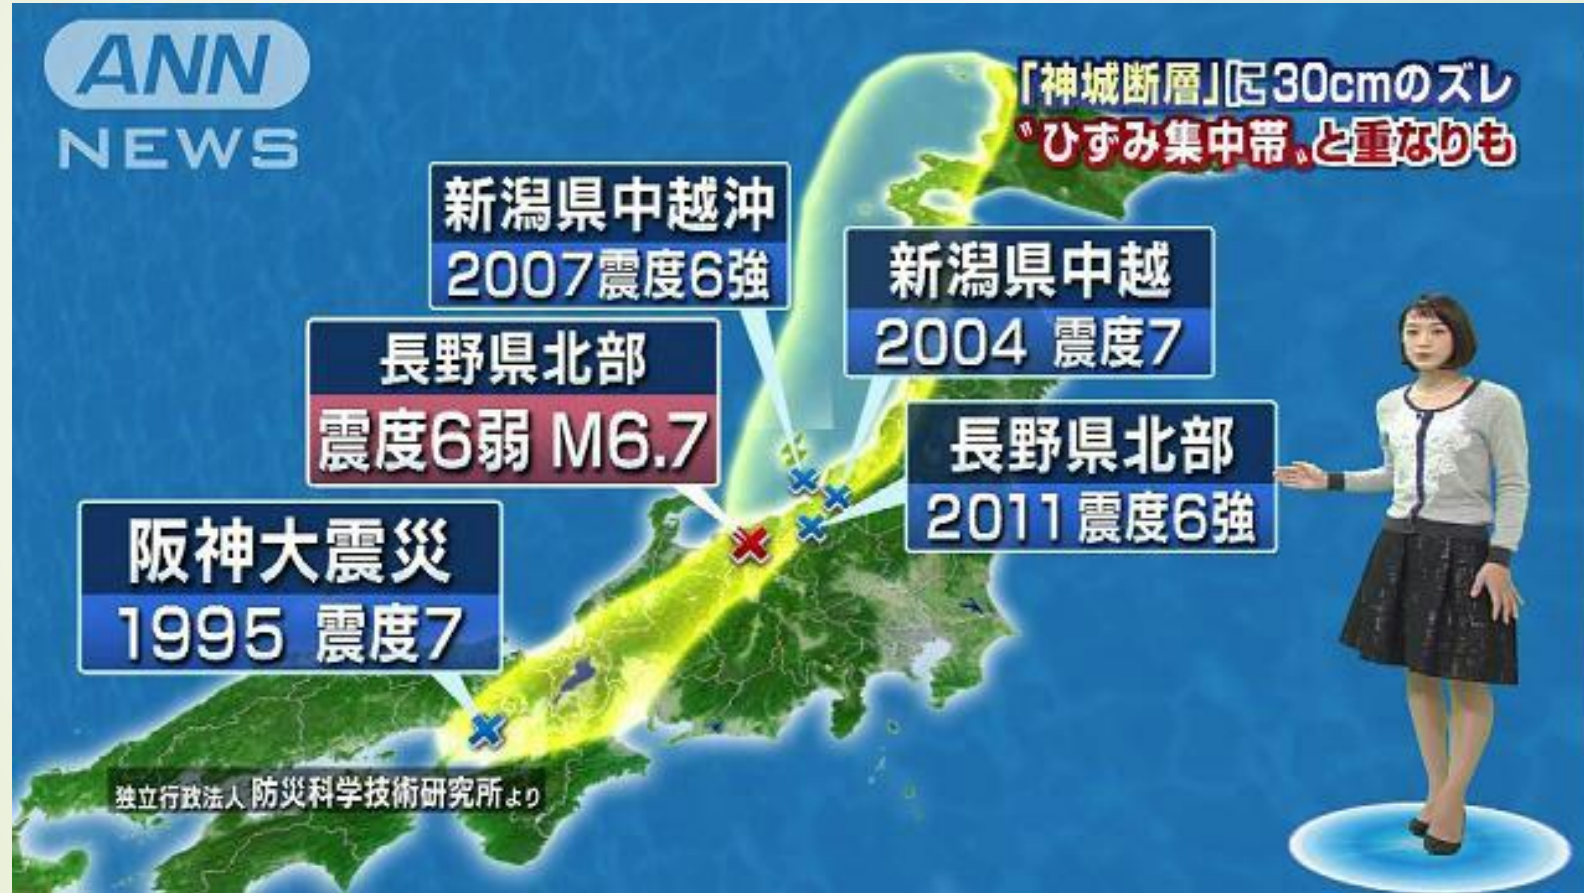 ANN
NEWS
「神城断層」に30cmのズレ
〝ひずみ集中帯〟と重なりも
新潟県中越沖
2007震度6強
新潟県中越
2004 震度7
長野県北部
震度6弱 M6.7
長野県北部
2011震度6強
阪神大震災
1995 震度7
独立行政法人 防災科学技術研究所より